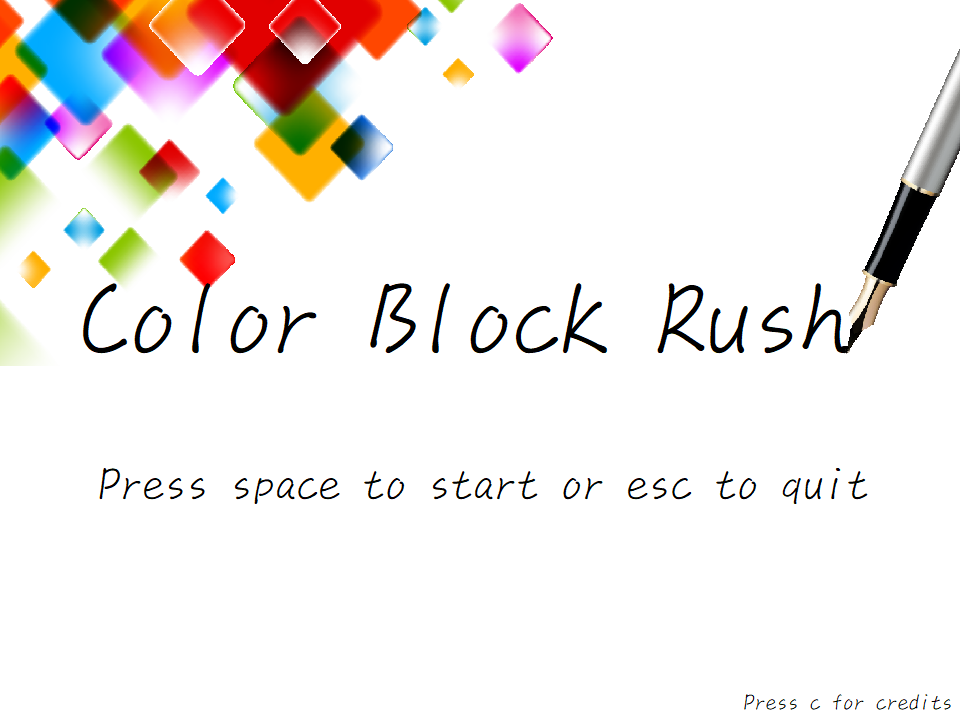 Color Block Rush
Press space to start or esc to quit
Press c for credits